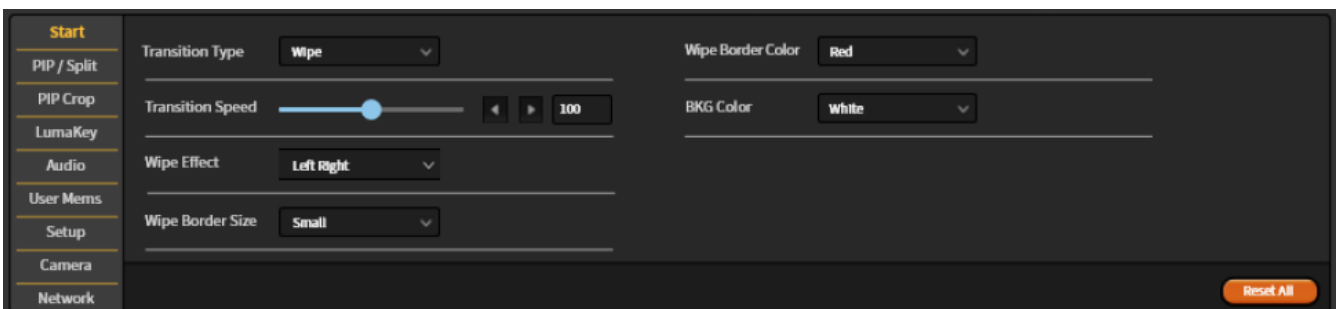 Start
PIP / Split
PIP Crop
LumaKey
Audio
User Mems
Setup
Camera
Network
Transition Type Wipe
Transition Speed 100
Wipe Effect Left Right
Wipe Border Size Small
Wipe Border Color Red
BKG Color White
Reset All